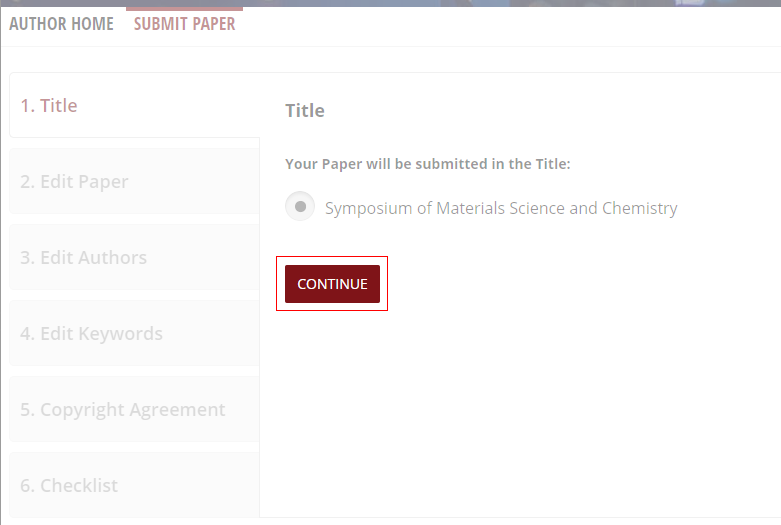 AUTHOR HOME
SUBMIT PAPER
1. Title
2. Edit Paper
3. Edit Authors
4. Edit Keywords
5. Copyright Agreement
6. Checklist
Title
Your Paper will be submitted in the Title:
Symposium of Materials Science and Chemistry
CONTINUE